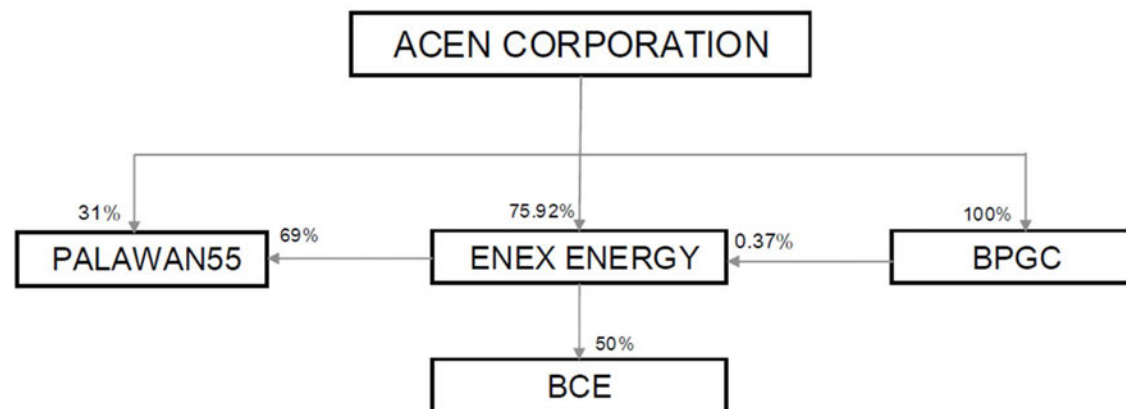 ACEN CORPORATION
31%
75.92%
100%
PALAWAN55
69%
ENEX ENERGY
0.37%
BPGC
50%
BCE